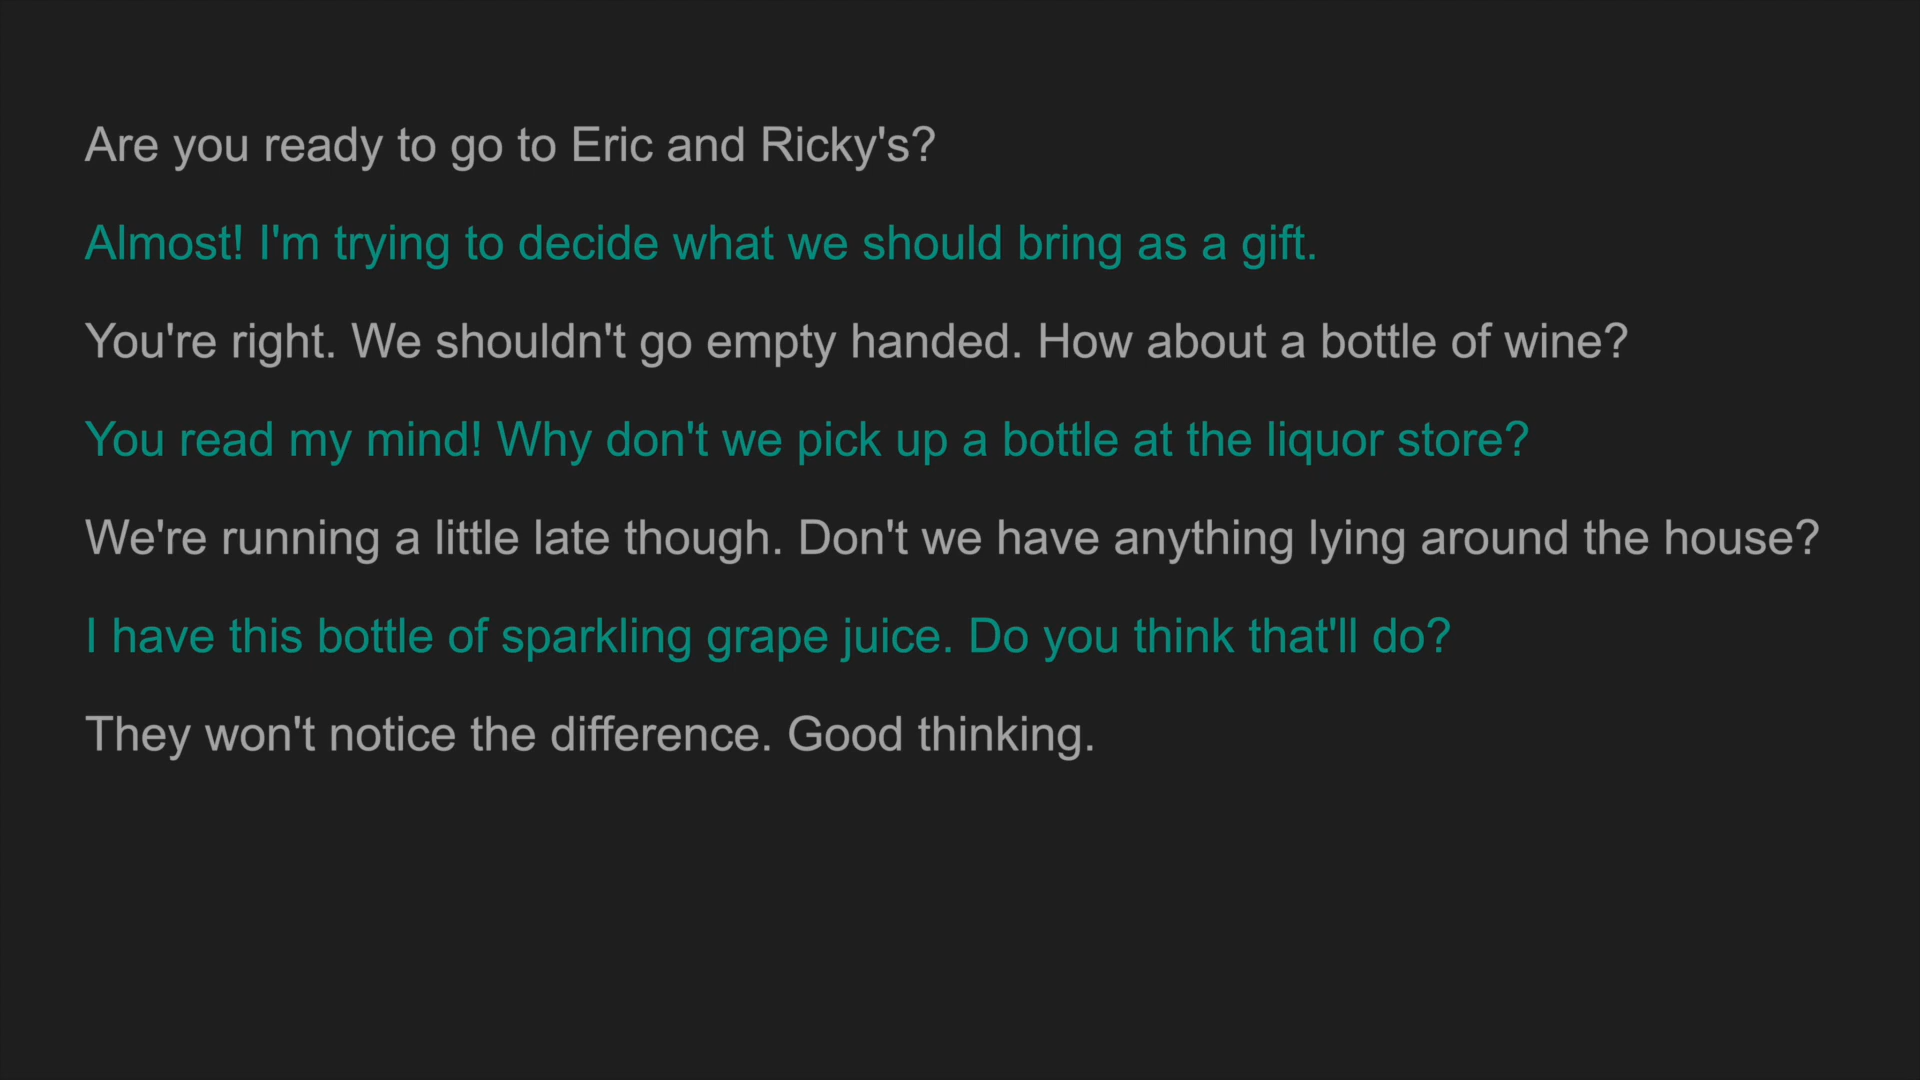 Are you ready to go to Eric and Ricky's?
Almost! I'm trying to decide what we should bring as a gift.
You're right. We shouldn't go empty handed. How about a bottle of wine?
You read my mind! Why don't we pick up a bottle at the liquor store?
We're running a little late though. Don't we have anything lying around the house?
I have this bottle of sparkling grape juice. Do you think that'll do?
They won't notice the difference. Good thinking.